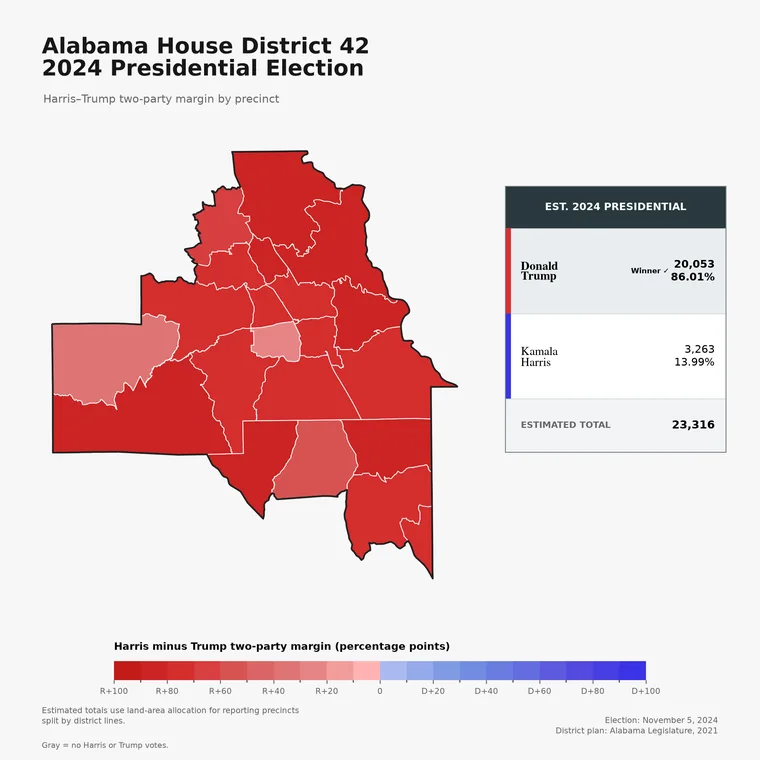 Alabama House District 42
2024 Presidential Election
Harris–Trump two-party margin by precinct
EST. 2024 PRESIDENTIAL
Donald
Trump
Winner ✓
20,053
86.01%
Kamala
Harris
3,263
13.99%
ESTIMATED TOTAL
23,316
Harris minus Trump two-party margin (percentage points)
R+100 R+80 R+60 R+40 R+20 0 D+20 D+40 D+60 D+80 D+100
Estimated totals use land-area allocation for reporting precincts
split by district lines.
Gray = no Harris or Trump votes.
Election: November 5, 2024
District plan: Alabama Legislature, 2021